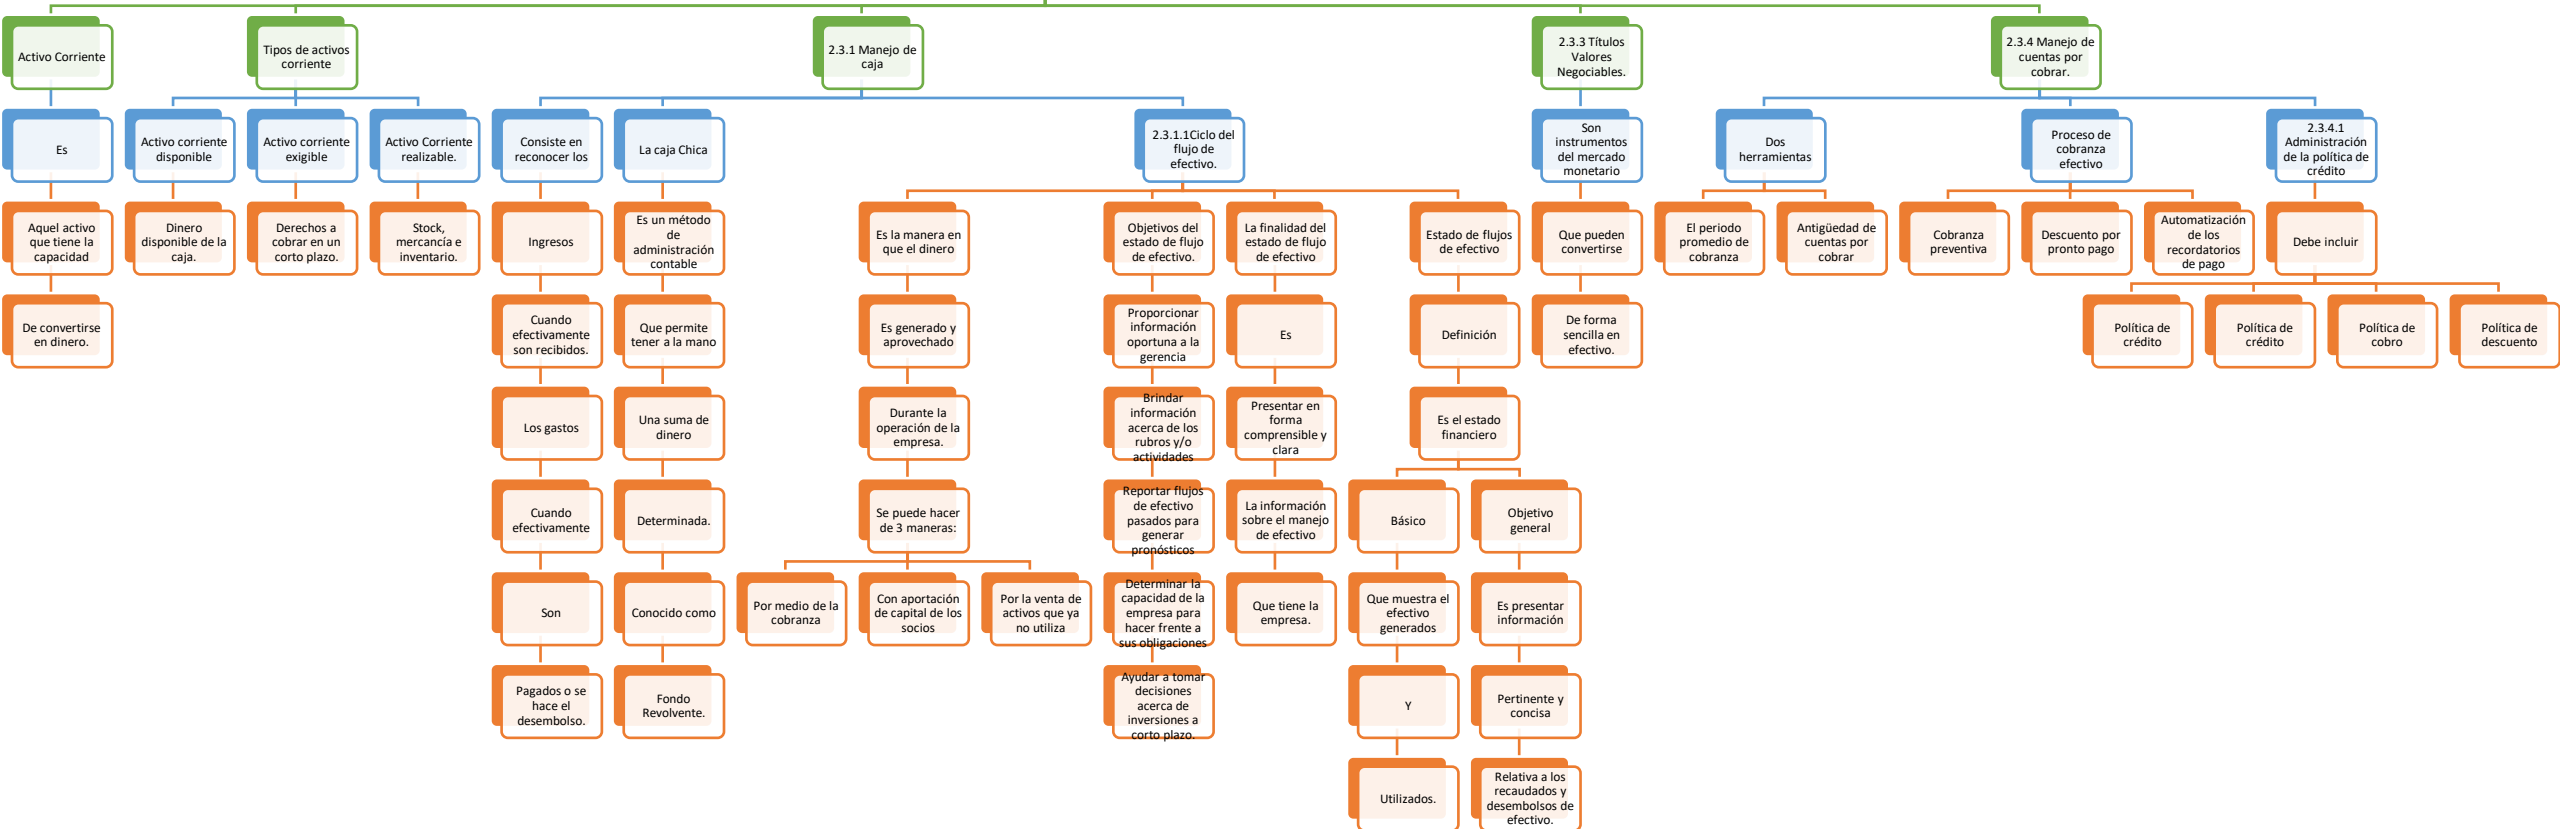 Activo Corriente
Tipos de activos
corriente
2.3.1 Manejo de
caja
2.3.3 Títulos
Valores
Negociables.
2.3.4 Manejo de
cuentas por
cobrar.
Es
Activo corriente
disponible
Activo corriente
exigible
Activo Corriente
realizable.
Consiste en
reconocer los
La caja Chica
2.3.1.1Ciclo del
flujo de
efectivo.
Son
instrumentos
del mercado
monetario
Dos
herramientas
Proceso de
cobranza
efectivo
2.3.4.1
Administración
de la política de
crédito
Aquel activo
que tiene la
capacidad
Dinero
disponible de la
caja.
Derechos a
cobrar en un
corto plazo.
Stock,
mercancía e
inventario.
Ingresos
Es un método
de
administración
contable
Es la manera en
que el dinero
Objetivos del
estado de flujo
de efectivo.
La finalidad del
estado de flujo
de efectivo
Estado de flujos
de efectivo
Que pueden
convertirse
El periodo
promedio de
cobranza
Antigüedad de
cuentas por
cobrar
Cobranza
preventiva
Descuento por
pronto pago
Automatización
de los
recordatorios
de pago
Debe incluir
De convertirse
en dinero.
Cuando
efectivamente
son recibidos.
Que permite
tener a la mano
Es generado y
aprovechado
Proporcionar
información
oportuna a la
gerencia
Es
Definición
De forma
sencilla en
efectivo.
Política de
crédito
Política de
crédito
Política de
cobro
Política de
descuento
Los gastos
Una suma de
dinero
Durante la
operación de la
empresa.
Brindar
información
acerca de los
rubros y/o
actividades
Presentar en
forma
comprensible y
clara
Es el estado
financiero
Cuando
efectivamente
Determinada.
Se puede hacer
de 3 maneras:
Reportar flujos
de efectivo
pasados para
generar
pronósticos
La información
sobre el manejo
de efectivo
Básico
Objetivo
general
Son
Conocido como
Por medio de la
cobranza
Con aportación
de capital de los
socios
Por la venta de
activos que ya
no utiliza
Determinar la
capacidad de la
empresa para
hacer frente a
sus obligaciones
Que tiene la
empresa.
Que muestra el
efectivo
generados
Es presentar
información
Pagados o se
hace el
desembolso.
Fondo
Revolvente.
Ayudar a tomar
decisiones
acerca de
inversiones a
corto plazo.
Y
Pertinente y
concisa
Utilizados.
Relativa a los
recaudados y
desembolsos de
efectivo.